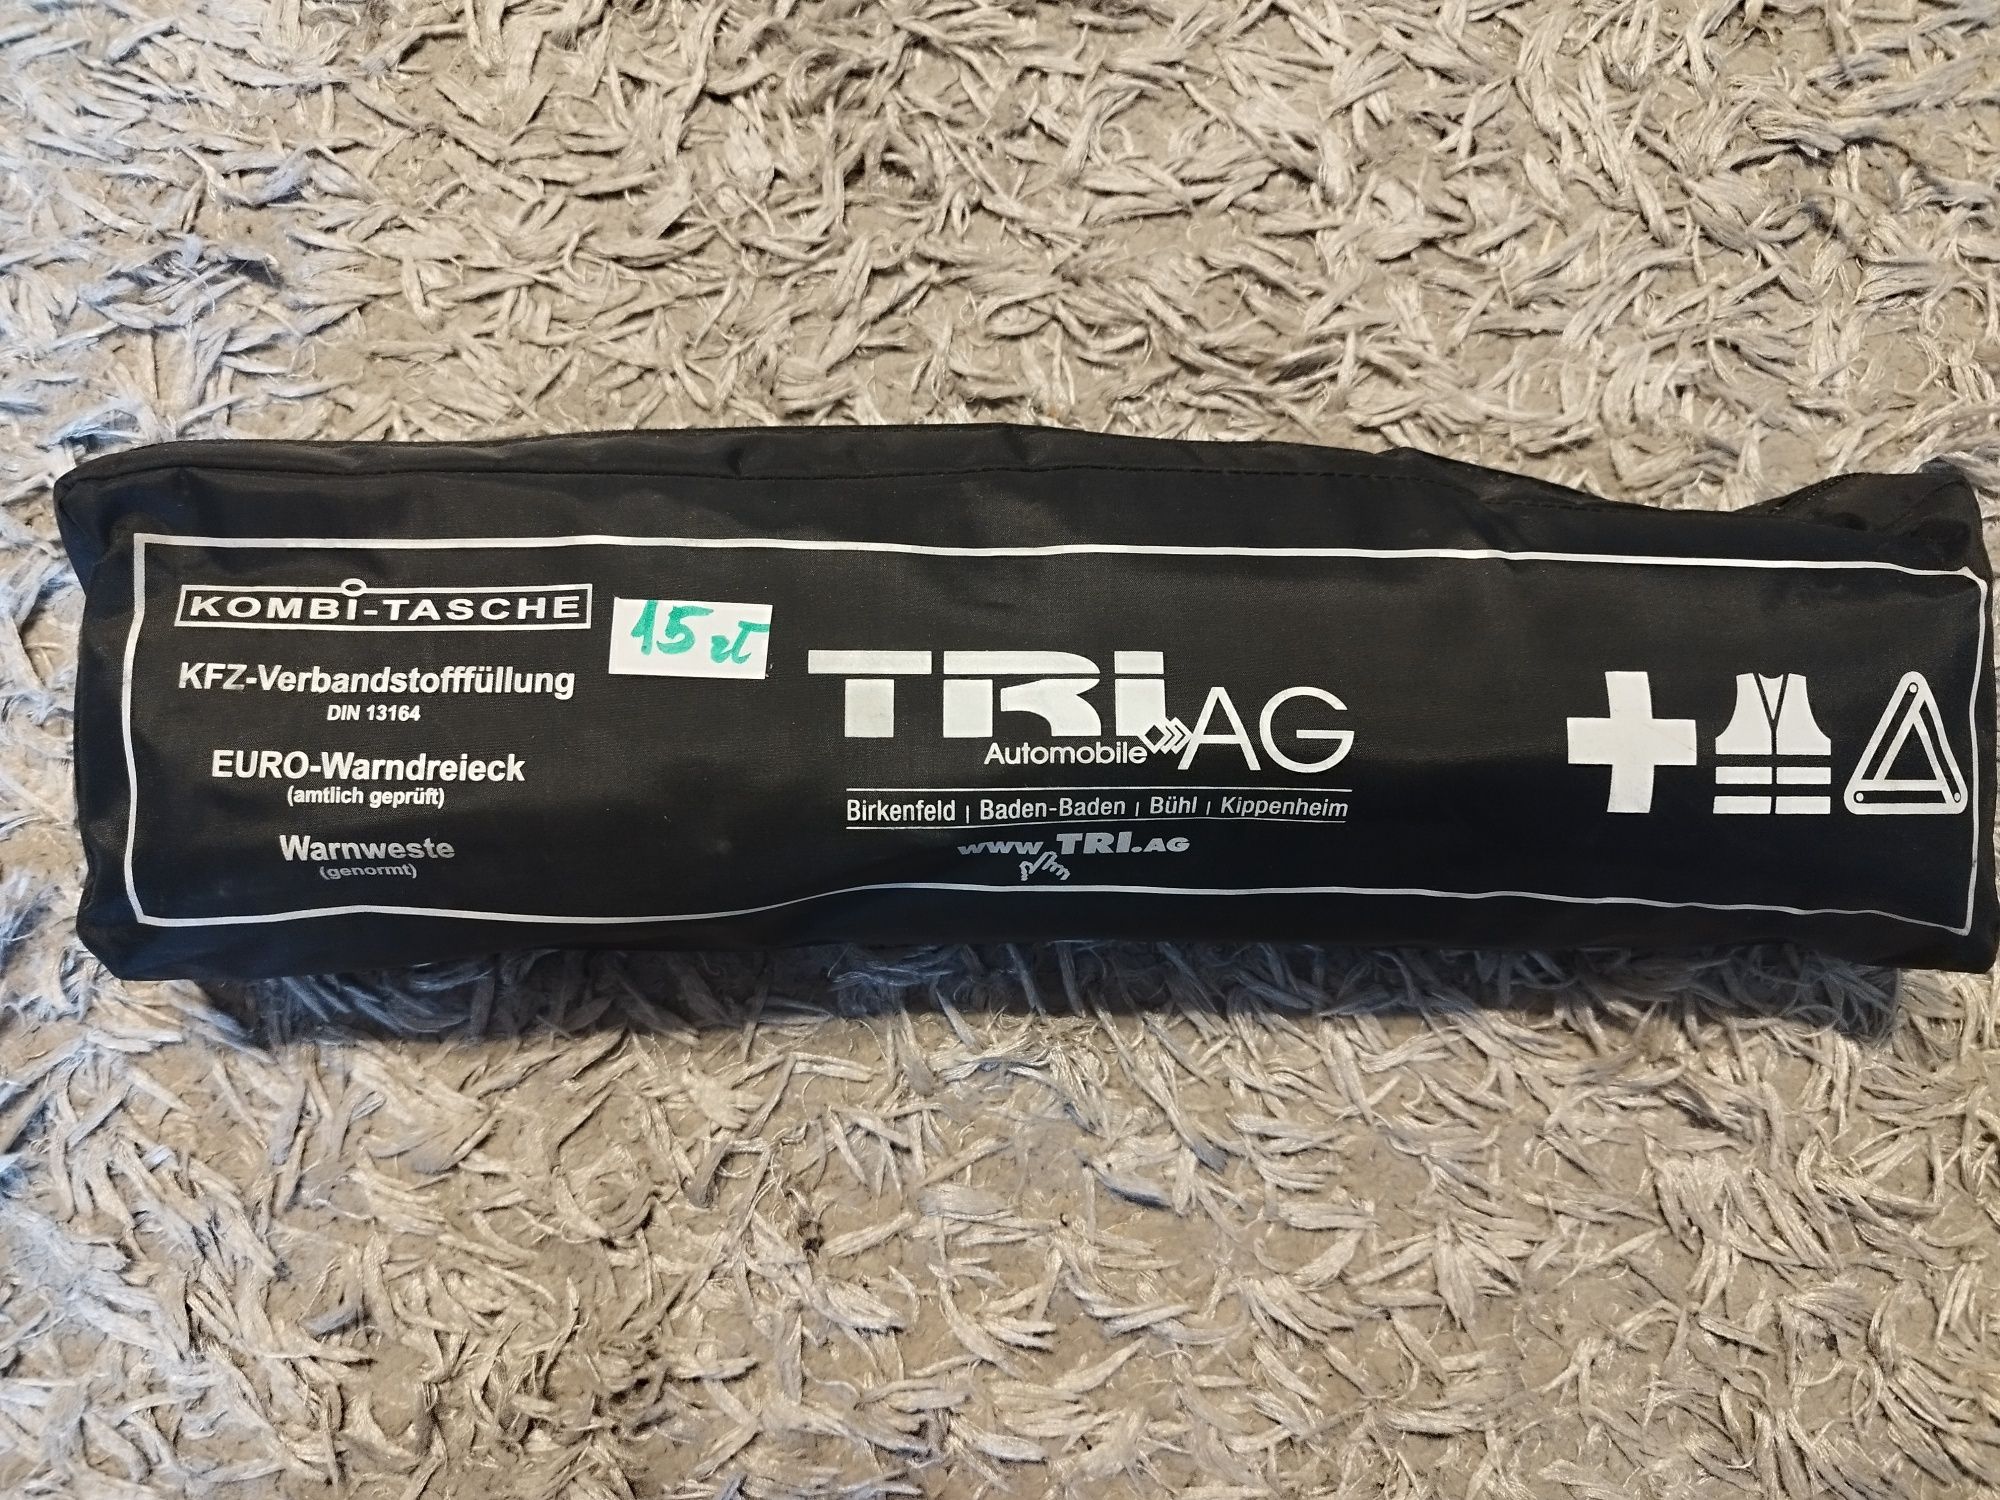 KOMBi-TASCHE
KFZ-Verbandstofffüllung
DIN 13164
EURO-Warndreieck
(amtlich geprüft)
Warnweste
(genormt)
15 zł
TRI AG
Automobile
Birkenfeld | Baden-Baden | Bühl | Kippenheim
www.TRI.AG